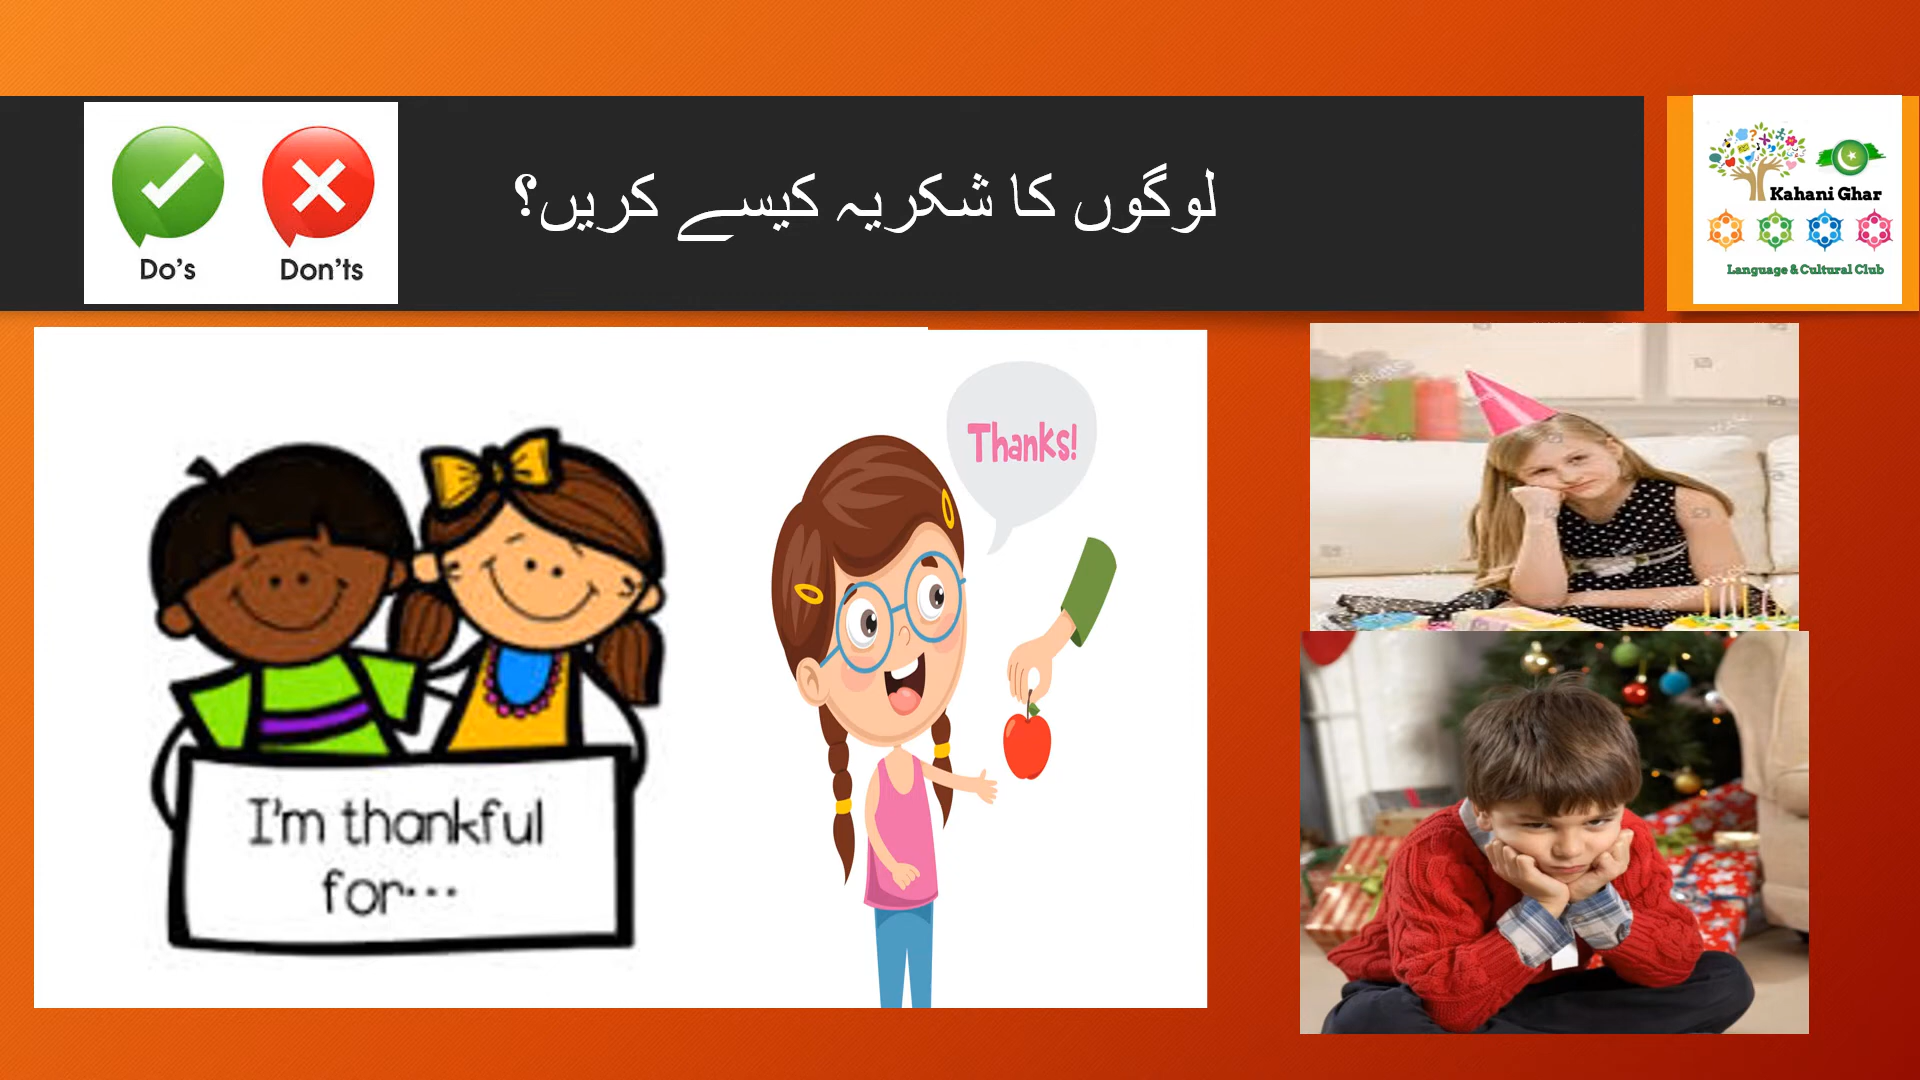 Do's
Don'ts
لوگوں کا شکریہ کیسے کریں؟
Kahani Ghar
Language & Cultural Club
Thanks!
I'm thankful
for...